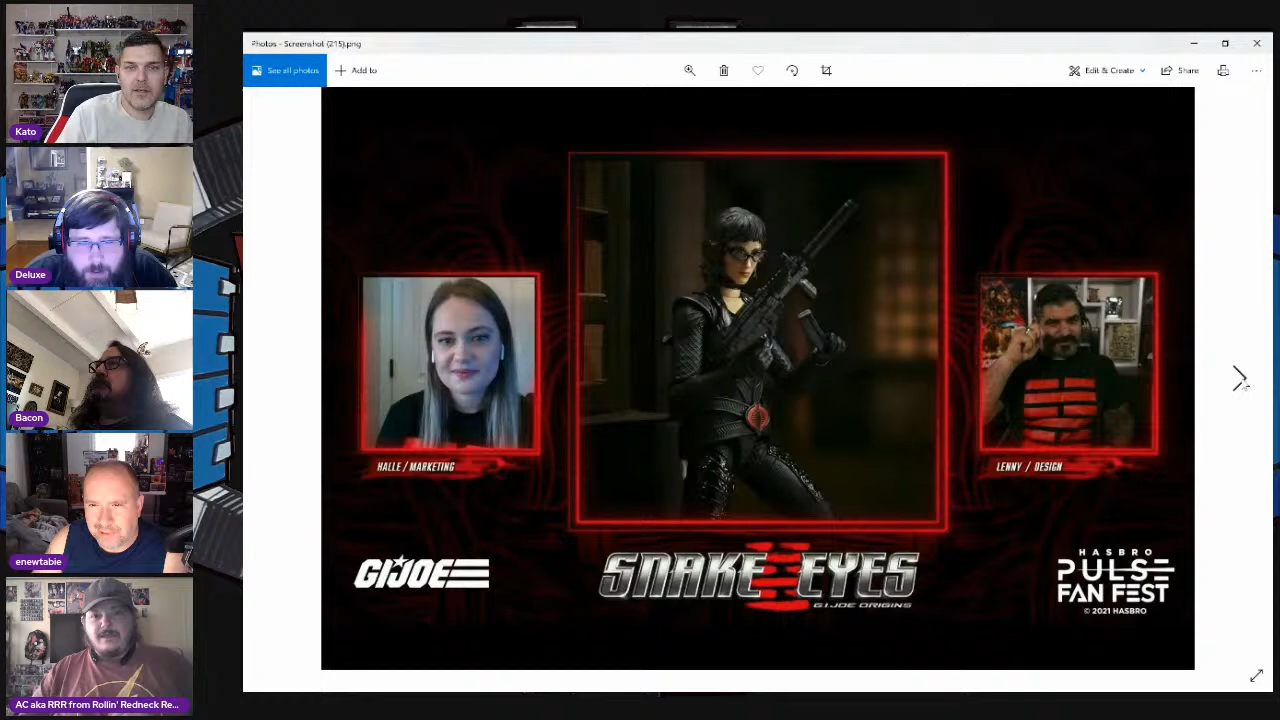 Kato
Deluxe
Bacon
enewtabie
AC aka RRR from Rollin' Redneck Re...
Photos - Screenshot (215).png
See all photos
Add to
Edit & Create
Share
HALLE / MARKETING
LENNY / DESIGN
G.I.JOE
SNAKE EYES
G.I. JOE ORIGINS
HASBRO
PULSE
FAN FEST
© 2021 HASBRO